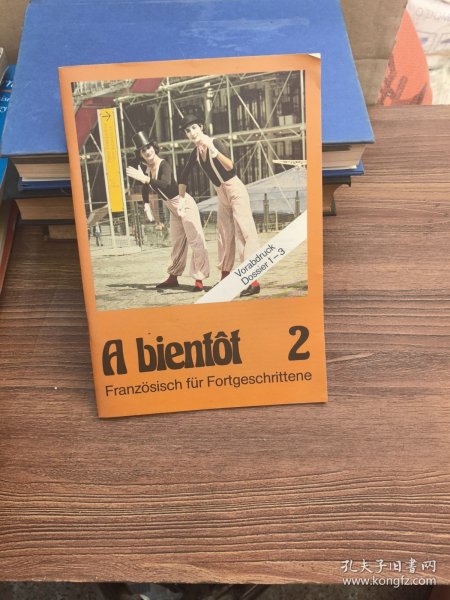 Vorabdruck
Dossier 1-3
A bientôt 2
Französisch für Fortgeschrittene
孔夫子旧书网
www.kongfz.com